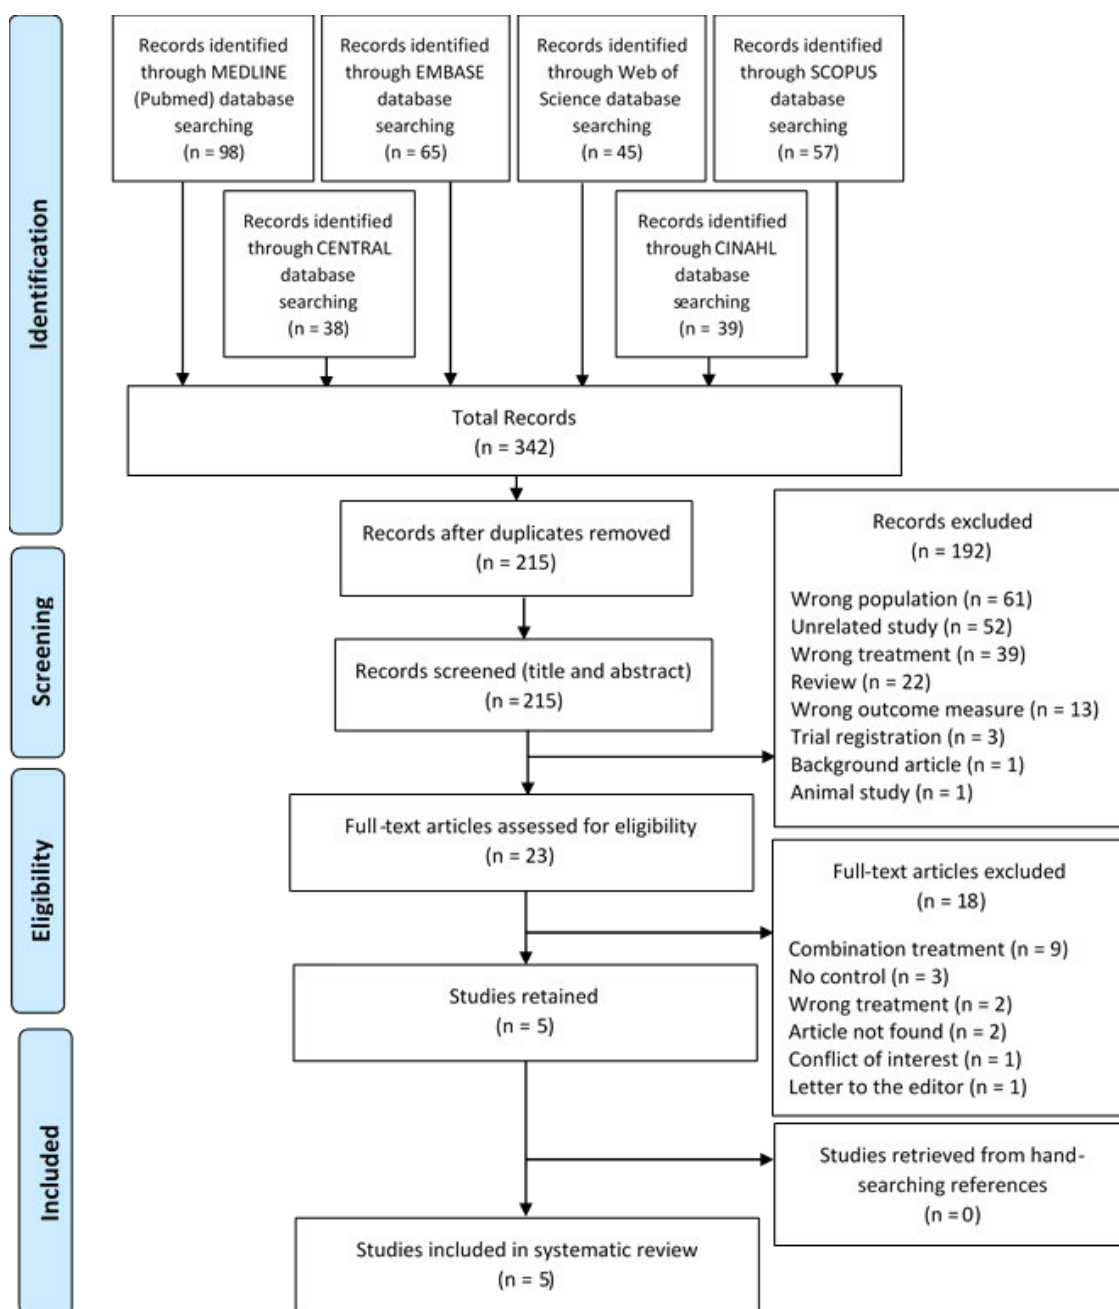 Identification
Records identified
through MEDLINE
(Pubmed) database
searching
(n = 98)
Records identified
through EMBASE
database
searching
(n = 65)
Records identified
through Web of
Science database
searching
(n = 45)
Records identified
through SCOPUS
database
searching
(n = 57)
Records identified
through CENTRAL
database
searching
(n = 38)
Records identified
through CINAHL
database
searching
(n = 39)
Total Records
(n = 342)
Records after duplicates removed
(n = 215)
Screening
Records screened (title and abstract)
(n = 215)
Records excluded
(n = 192)
Wrong population (n = 61)
Unrelated study (n = 52)
Wrong treatment (n = 39)
Review (n = 22)
Wrong outcome measure (n = 13)
Trial registration (n = 3)
Background article (n = 1)
Animal study (n = 1)
Eligibility
Full-text articles assessed for eligibility
(n = 23)
Full-text articles excluded
(n = 18)
Combination treatment (n = 9)
No control (n = 3)
Wrong treatment (n = 2)
Article not found (n = 2)
Conflict of interest (n = 1)
Letter to the editor (n = 1)
Studies retained
(n = 5)
Included
Studies retrieved from hand-
searching references
(n = 0)
Studies included in systematic review
(n = 5)